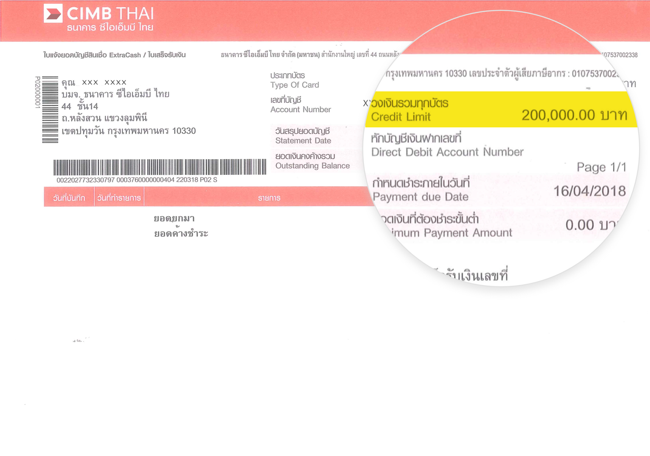 CIMB THAI
ธนาคาร ซีไอเอ็มบี ไทย
ใบแจ้งยอดบัญชีสินเชื่อ ExtraCash / ใบเสร็จรับเงิน
ธนาคาร ซีไอเอ็มบี ไทย จำกัด (มหาชน) สำนักงานใหญ่ เลขที่ 44
07537002338
กรุงเทพมหานคร 10330 เลขประจำตัวผู้เสียภาษีอากร : 0107537002
P02000001
คุณ xxx xxxx
บมจ. ธนาคาร ซีไอเอ็มบี ไทย
44 ชั้น14
ถ.หลังสวน แขวงลุมพินี
เขตปทุมวัน กรุงเทพมหานคร 10330
ประเภทบัตร
Type Of Card
เลขที่บัญชี
Account Number
วันสรุปยอดบัญชี
Statement Date
ยอดเงินคงค้างรวม
Outstanding Balance
วงเงินรวมทุกบัตร
Credit Limit 200,000.00 บาท
หักบัญชีเงินฝากเลขที่
Direct Debit Account Number
Page 1/1
กำหนดชำระภายในวันที่
Payment due Date 16/04/2018
ยอดเงินที่ต้องชำระขั้นต่ำ
imum Payment Amount 0.00
0022027732330797 0003760000000404 220318 P02 S
วันที่บันทึก วันที่ทำรายการ รายการ
ยอดยกมา
ยอดค้างชำระ
รับเงินเลขที่